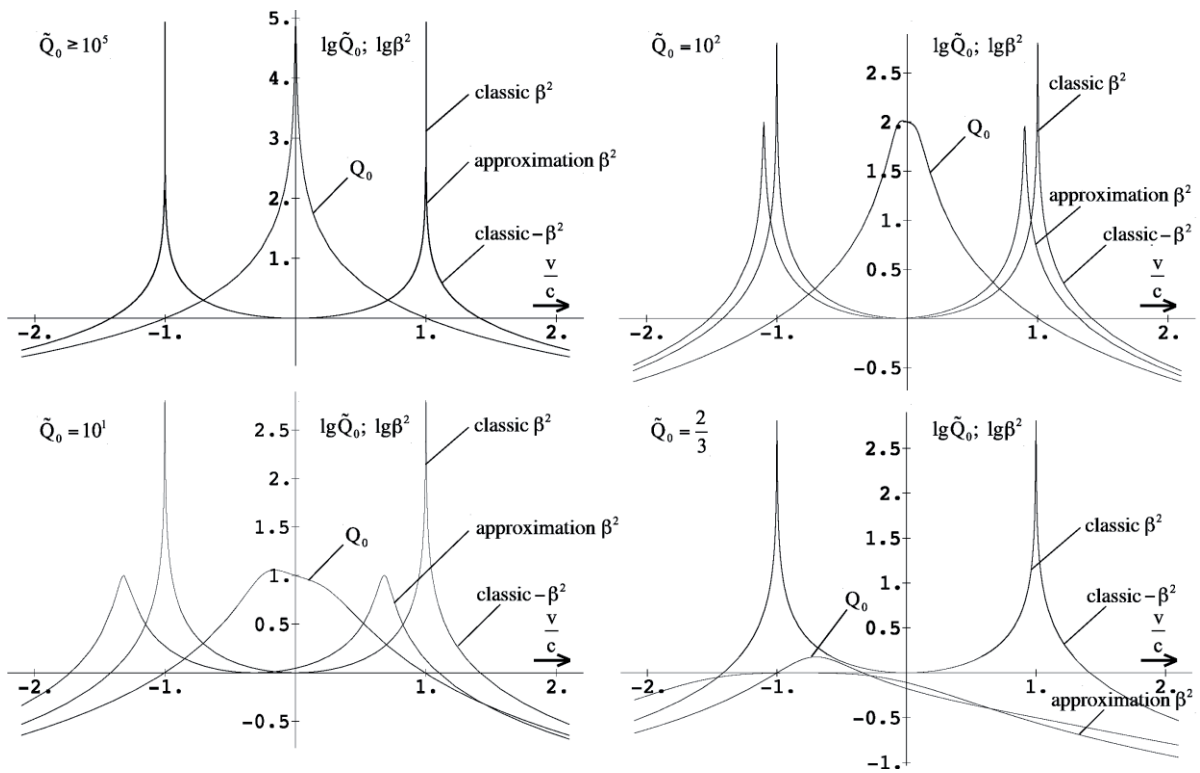 Q̃₀ ≥ 10⁵
lgQ̃₀; lgβ²
5.
4.
3.
2.
1.
classic β²
approximation β²
Q₀
classic–β²
v
c
-2.
-1.
1.
2.
Q̃₀ = 10²
lgQ̃₀; lgβ²
2.5
2.
1.5
1.
0.5
-0.5
classic β²
Q₀
approximation β²
classic–β²
v
c
-2.
-1.
1.
2.
Q̃₀ = 10¹
lgQ̃₀; lgβ²
2.5
2.
1.5
1.
0.5
-0.5
classic β²
Q₀
approximation β²
classic–β²
v
c
-2.
-1.
1.
2.
Q̃₀ = 2/3
lgQ̃₀; lgβ²
2.5
2.
1.5
1.
0.5
-0.5
-1.
classic β²
Q₀
classic–β²
v
c
-2.
-1.
1.
2.
approximation β²